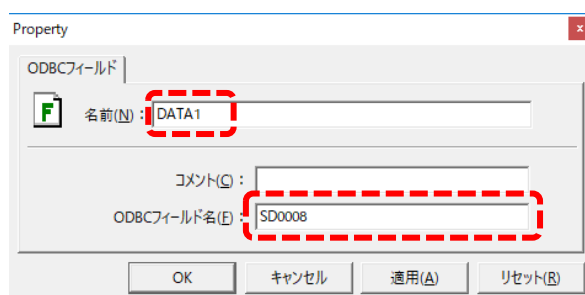 Property x
ODBCフィールド
F 名前(N)： DATA1
コメント(C)：
ODBCフィールド名(F)： SD0008
OK キャンセル 適用(A) リセット(R)